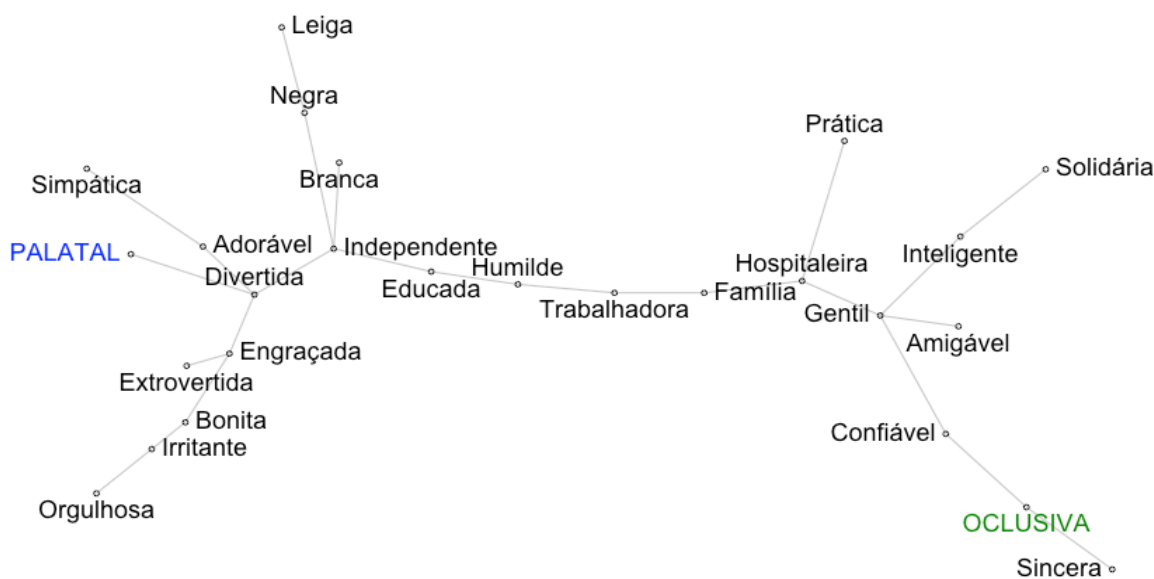 Leiga
Negra
Prática
Branca
Solidária
Simpática
Adorável
PALATAL
Independente
Inteligente
Divertida
Humilde
Hospitaleira
Educada
Família
Trabalhadora
Gentil
Amigável
Engraçada
Extrovertida
Bonita
Confiável
Irritante
Orgulhosa
OCLUSIVA
Sincera